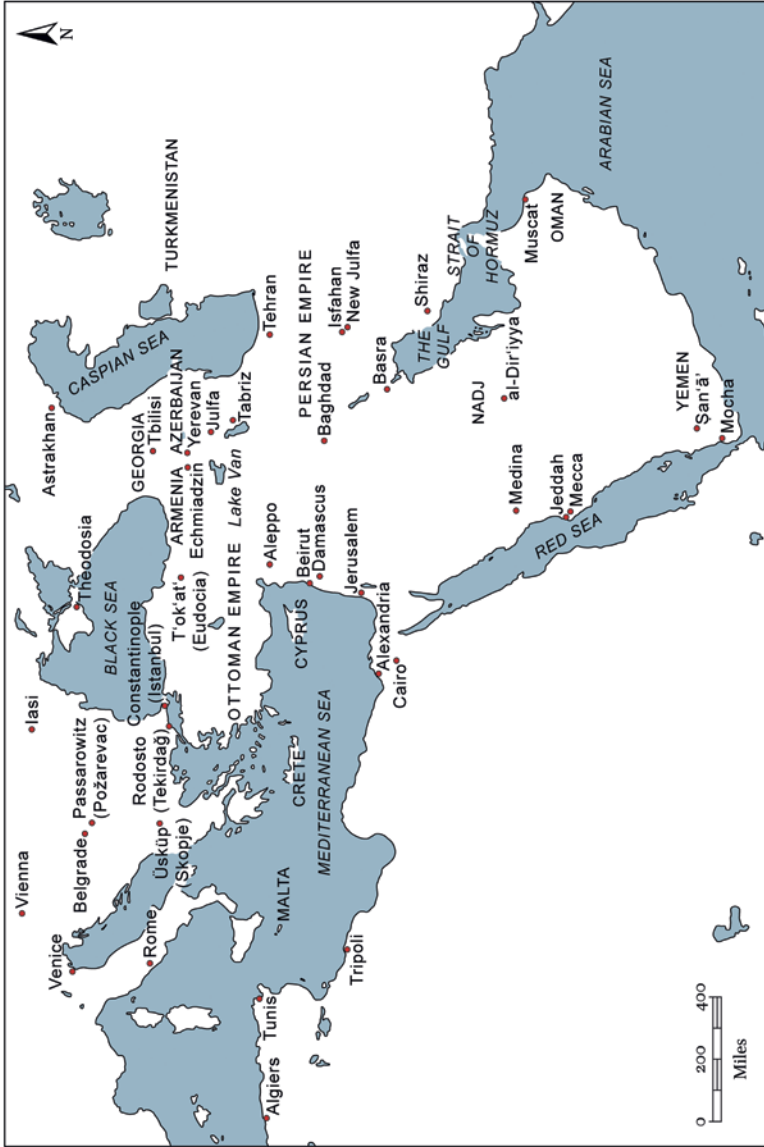 N
Vienna
Iasi
Astrakhan
Venice
Belgrade
Passarowitz
(Požarevac)
Theodosia
CASPIAN SEA
TURKMENISTAN
BLACK SEA
Rome
Üsküp
(Skopje)
Rodosto
(Tekirdağ)
Constantinople
(Istanbul)
GEORGIA
Tbilisi
T‘ok‘at‘
(Eudocia)
ARMENIA
AZERBAIJAN
Echmiadzin
Yerevan
Julfa
Lake Van
Tabriz
OTTOMAN EMPIRE
Algiers
Tunis
MALTA
CRETE
CYPRUS
Aleppo
Tehran
MEDITERRANEAN SEA
Beirut
Damascus
PERSIAN EMPIRE
Baghdad
Isfahan
New Julfa
Tripoli
Jerusalem
Alexandria
Cairo
Basra
Shiraz
THE
GULF
STRAIT
OF
HORMUZ
NADJ
al-Dir‘iyya
Medina
Muscat
OMAN
Jeddah
Mecca
RED SEA
ARABIAN SEA
YEMEN
Ṣan‘ā’
Mocha
0
200
400
Miles